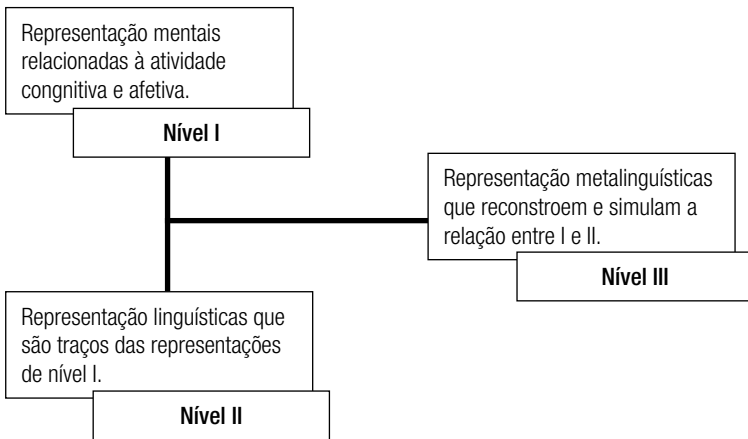 Representação mentais
relacionadas à atividade
congnitiva e afetiva.
Nível I
Representação metalinguísticas
que reconstroem e simulam a
relação entre I e II.
Nível III
Representação linguísticas que
são traços das representações
de nível I.
Nível II